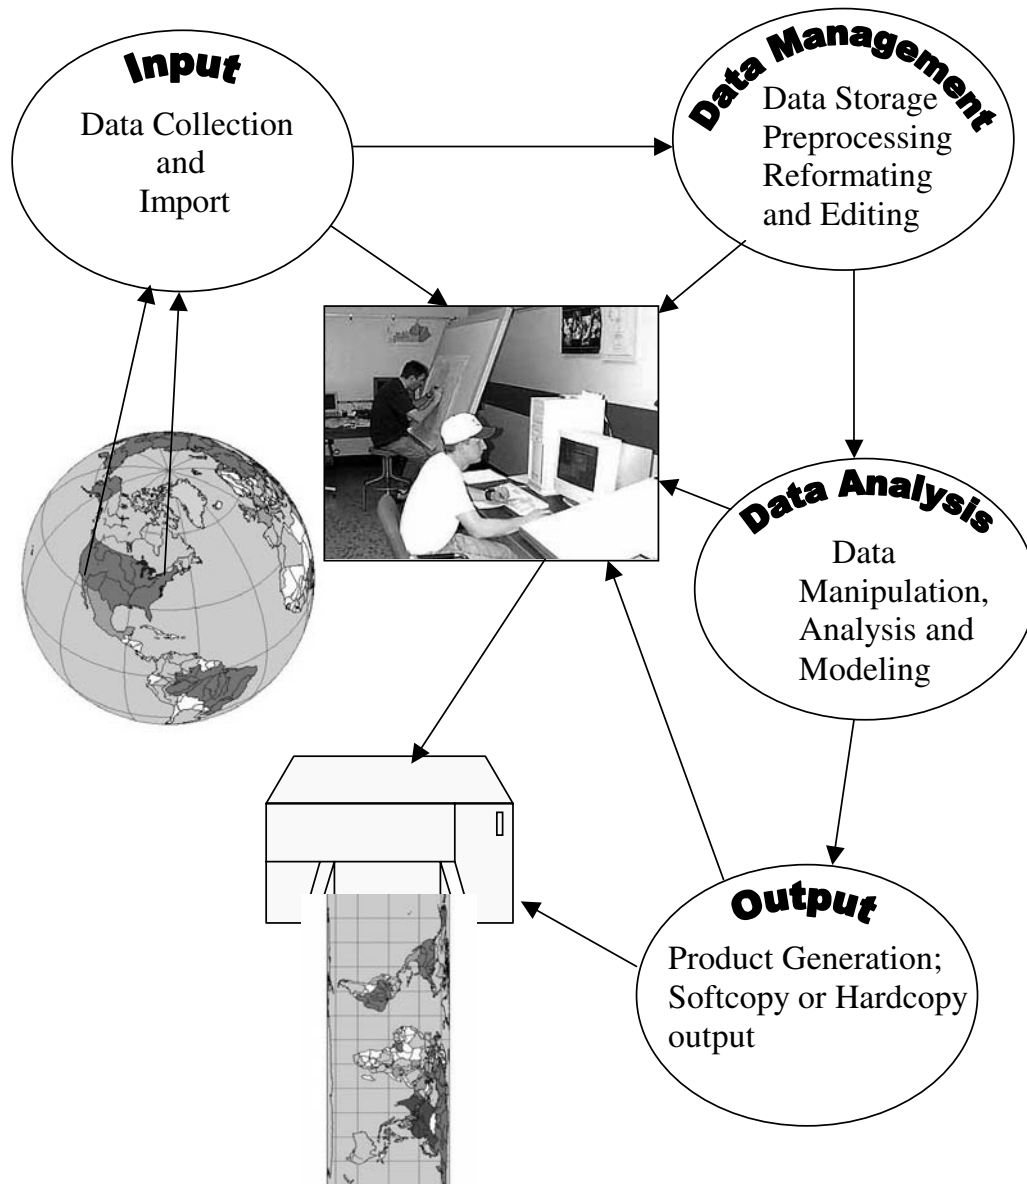 Input
Data Collection
and
Import
Data Management
Data Storage
Preprocessing
Reformating
and Editing
Data Analysis
Data
Manipulation,
Analysis and
Modeling
Output
Product Generation;
Softcopy or Hardcopy
output